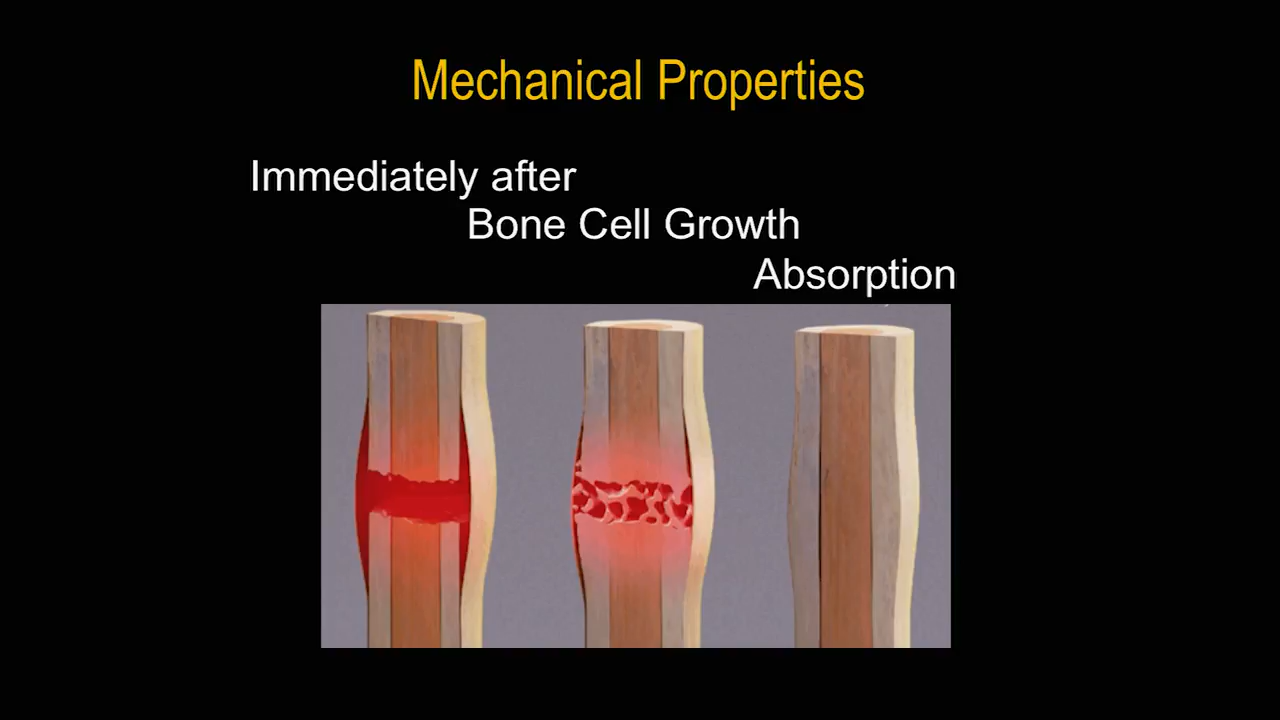 Mechanical Properties
Immediately after
Bone Cell Growth
Absorption